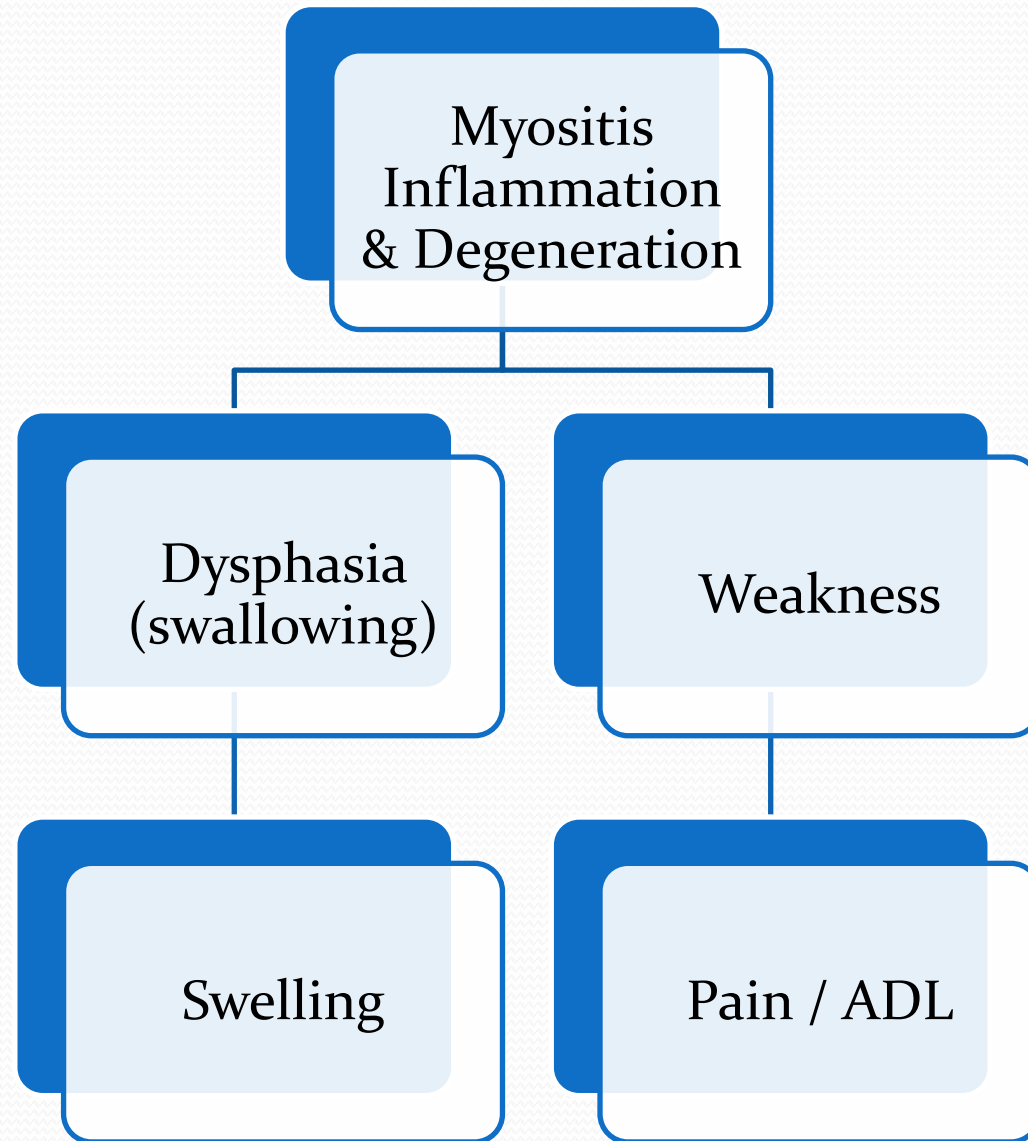 Myositis
Inflammation
& Degeneration
Dysphasia
(swallowing)
Weakness
Swelling
Pain / ADL